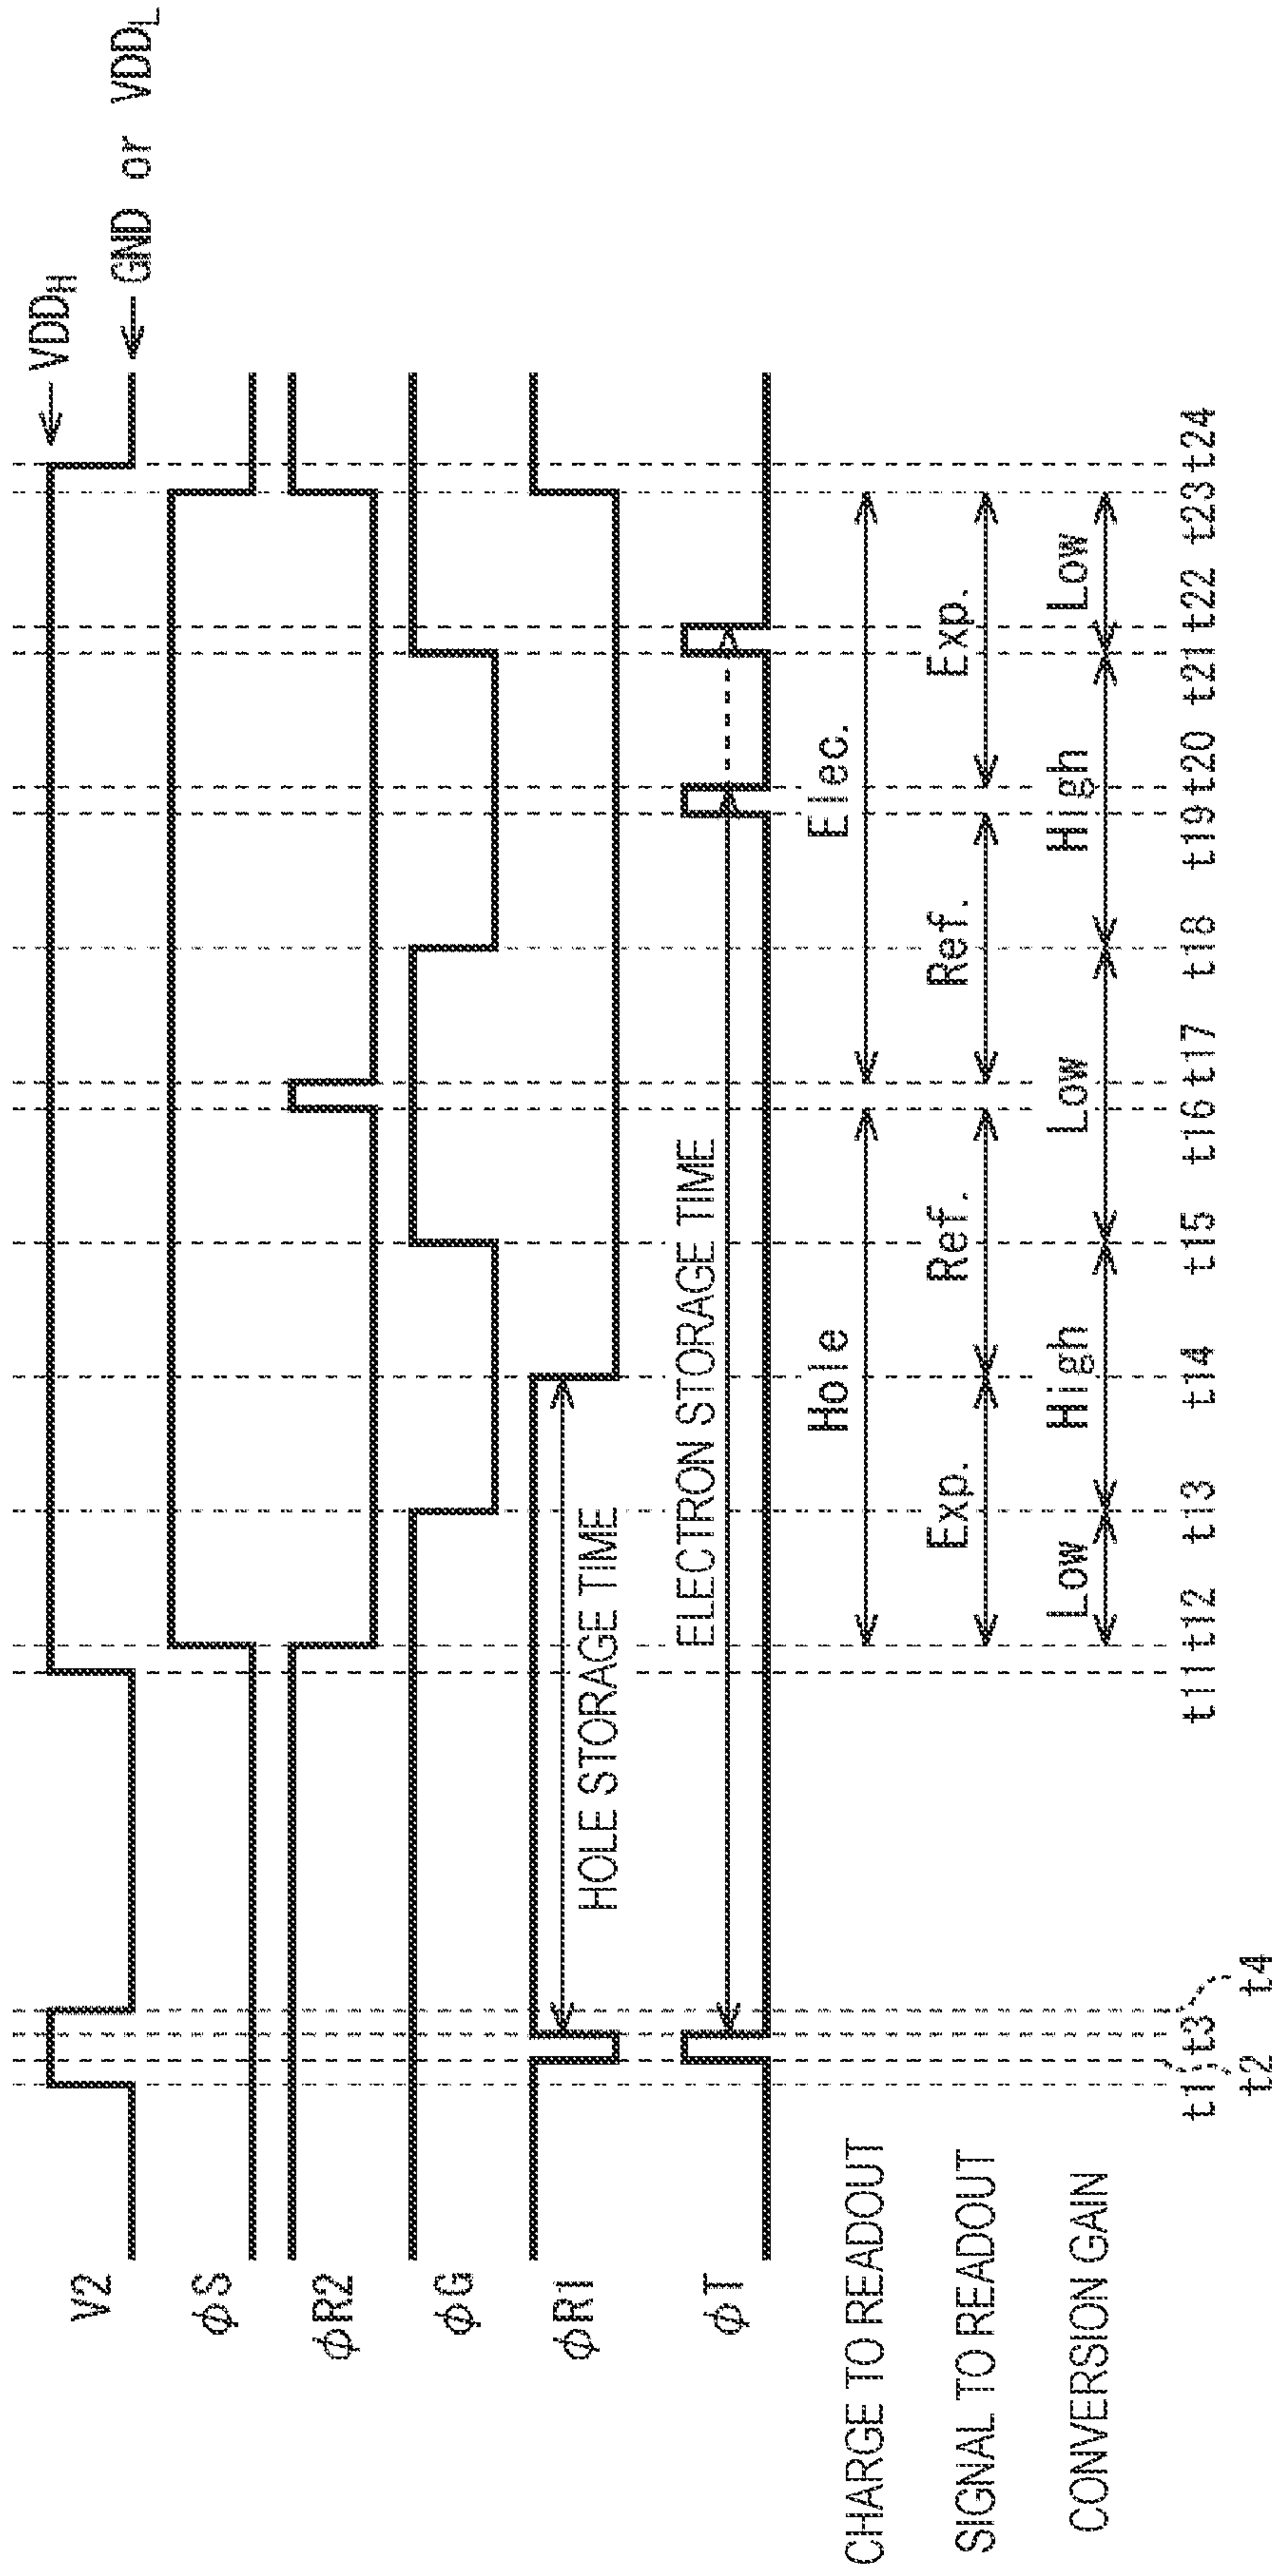 VDDH
GND or VDDL
V2
ϕS
ϕR2
ϕG
ϕR1
HOLE STORAGE TIME
ϕT
ELECTRON STORAGE TIME
CHARGE TO READOUT
Hole
Elec.
SIGNAL TO READOUT
Exp.
Ref.
Ref.
Exp.
CONVERSION GAIN
Low
High
Low
High
Low
t1 t3 t11 t12 t13 t14 t15 t16 t17 t18 t19 t20 t21 t22 t23 t24
t2 t4